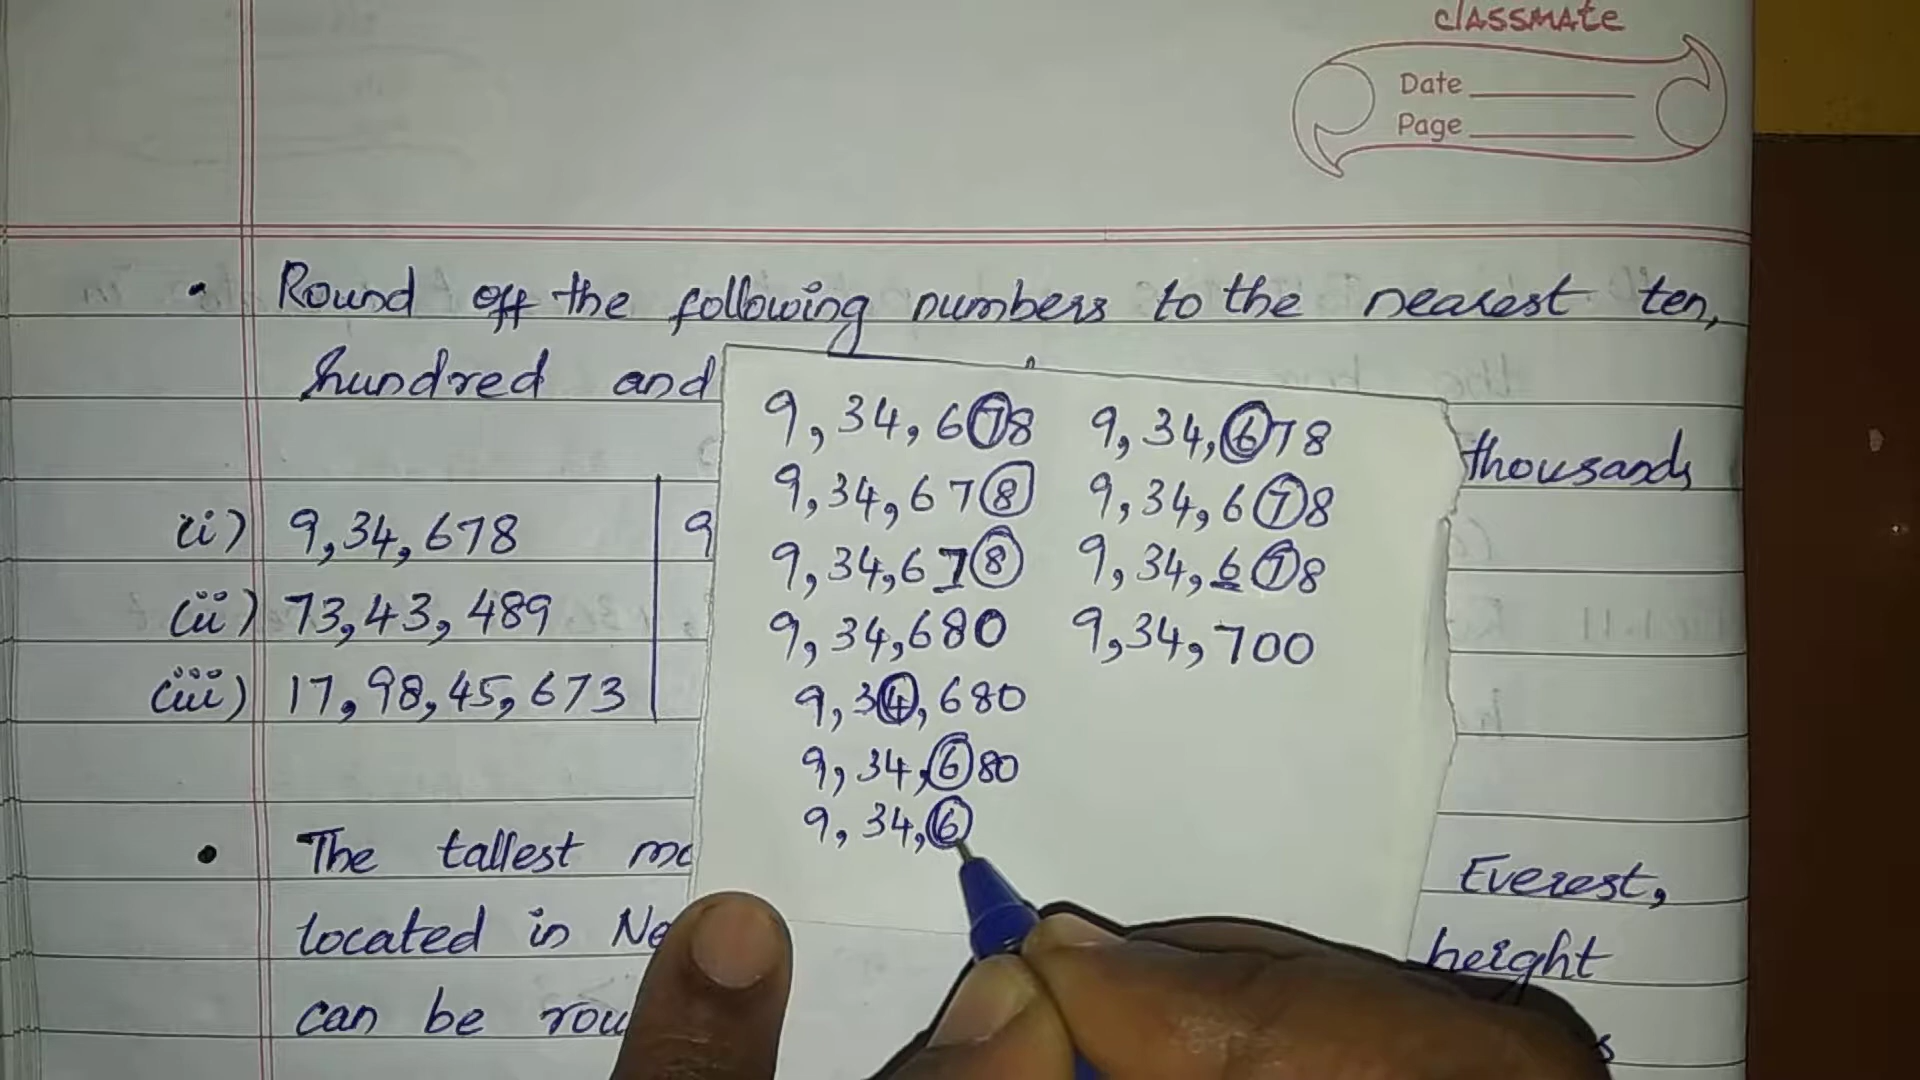 classmate
Date
Page
• Round off the following numbers to the nearest ten,
hundred and
thousands
(i) 9,34,678
9
(ii) 73,43,489
(iii) 17,98,45,673
9,34,678
9,34,678
9,34,678
9,34,680
9,34,680
9,34,680
9,34,6
9,34,678
9,34,678
9,34,678
9,34,700
• The tallest
Everest,
located in Ne
height
can be rou
s